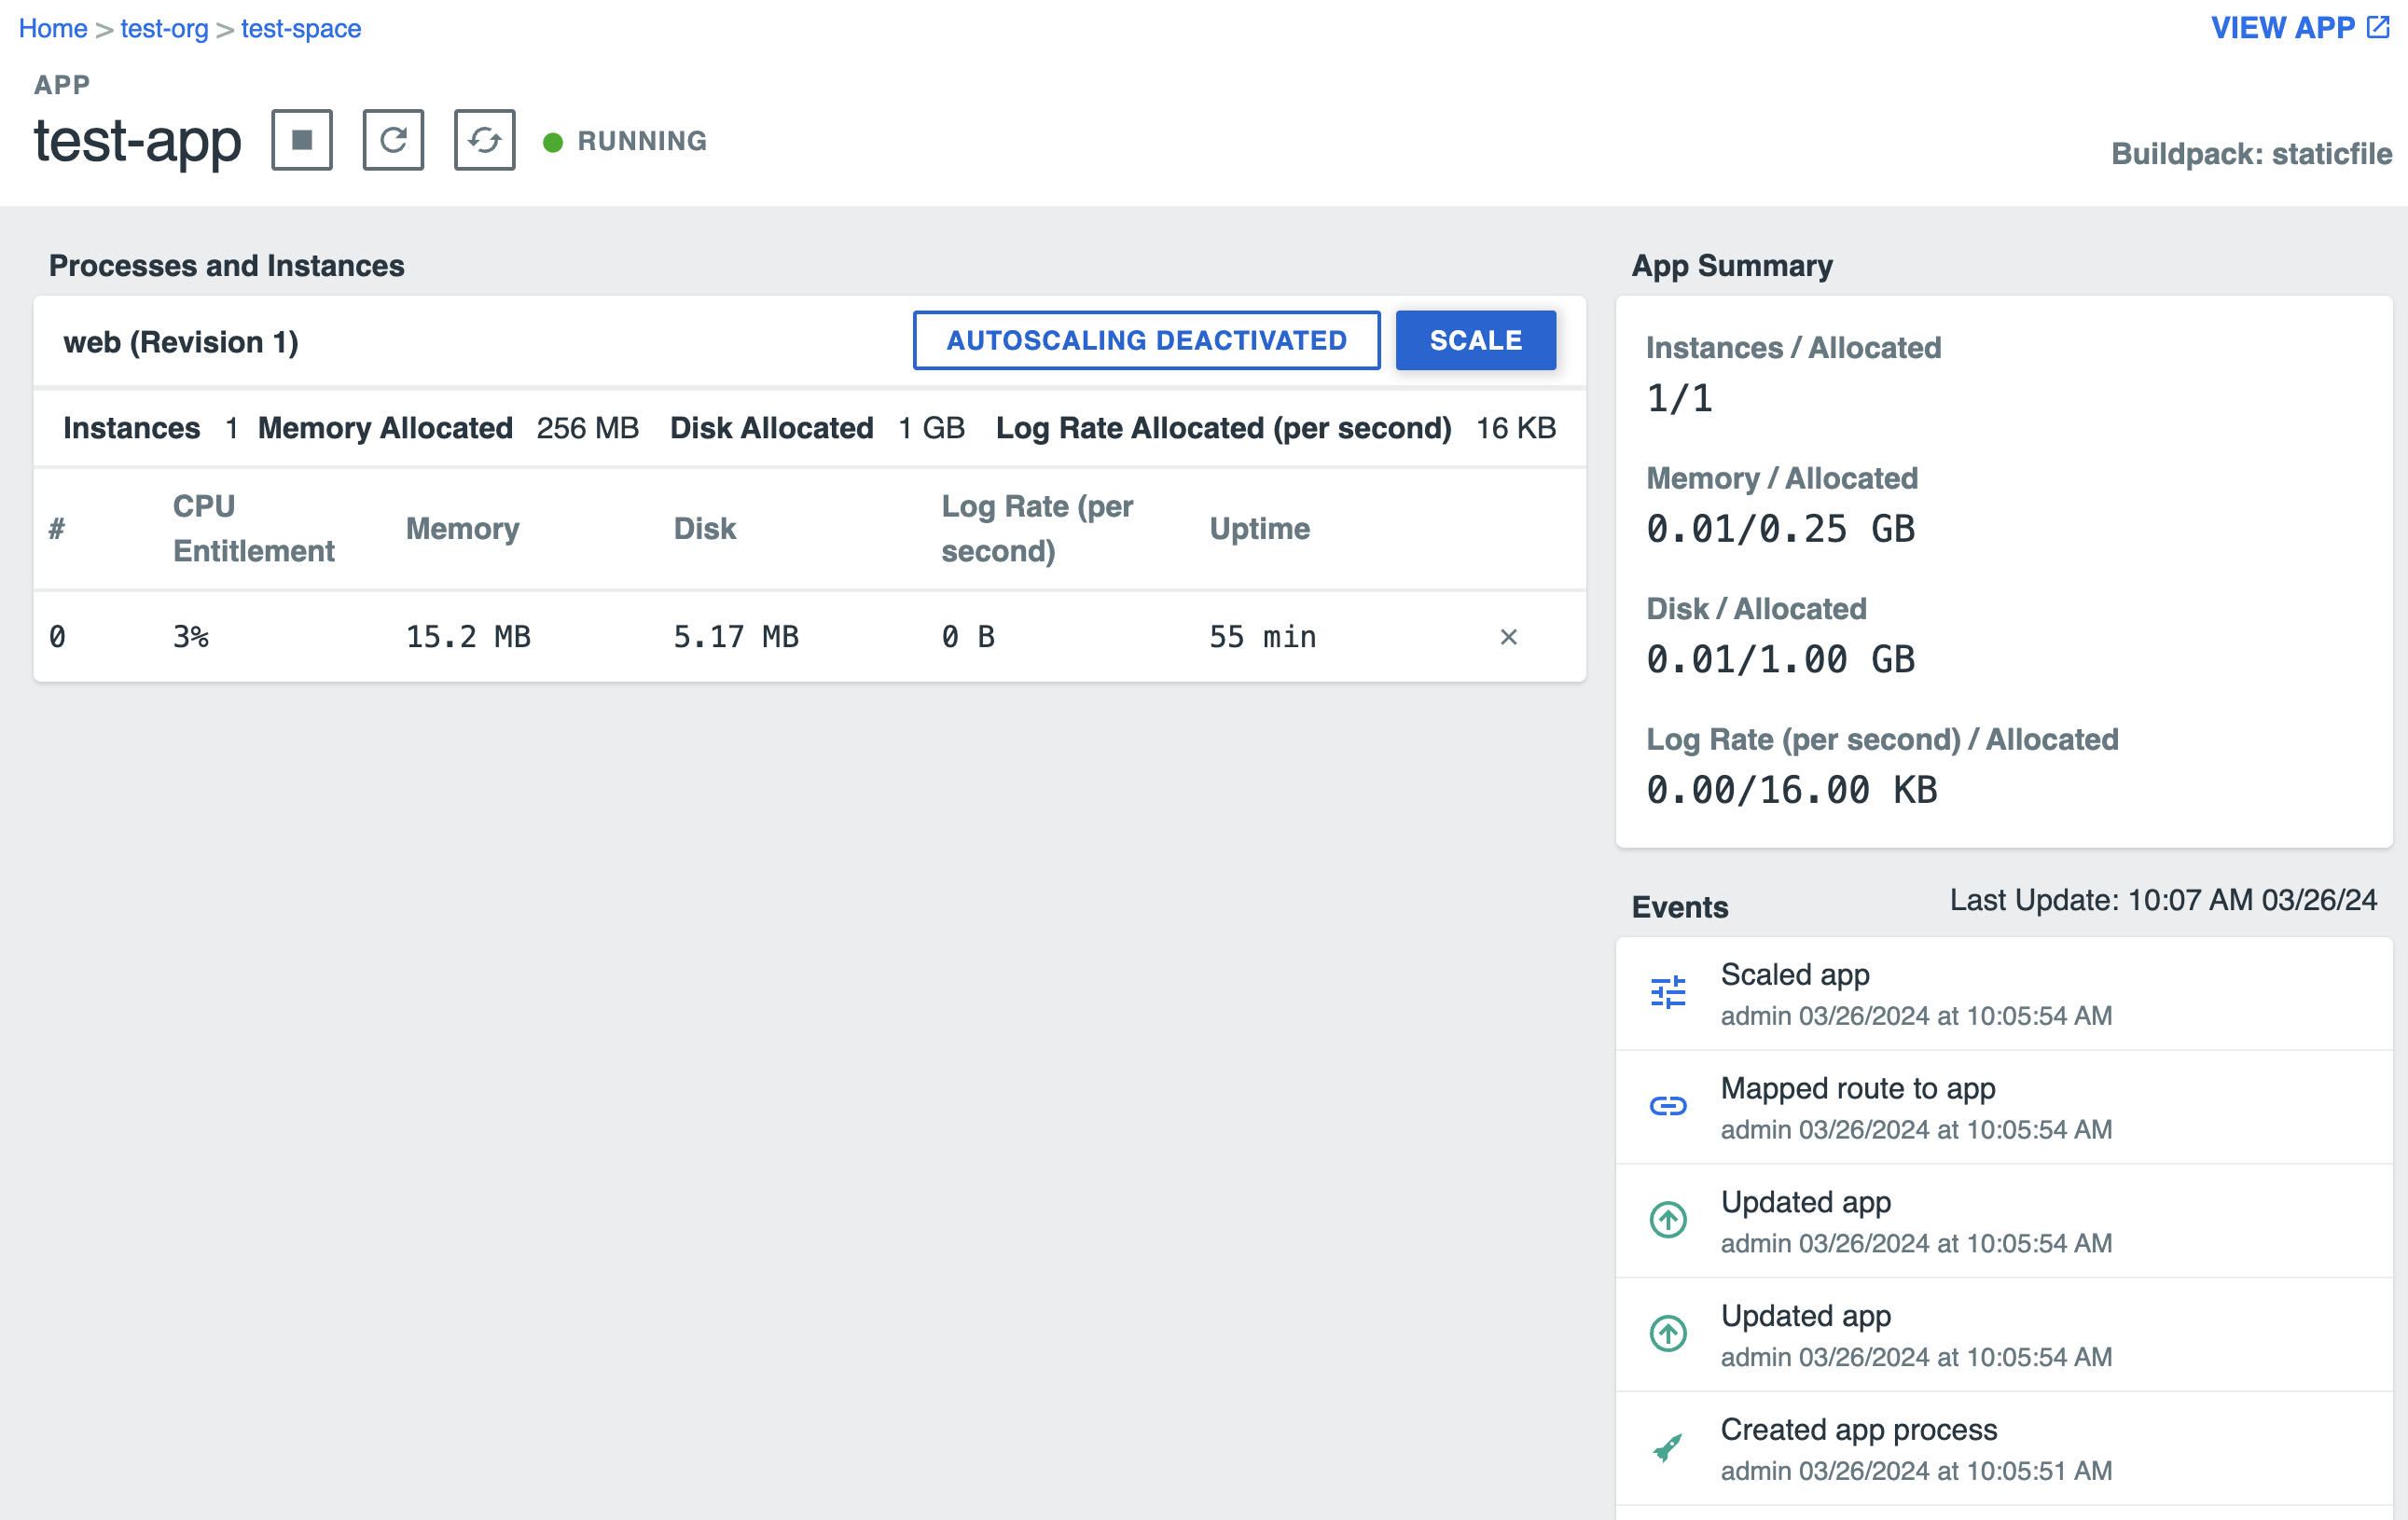 Home > test-org > test-space
VIEW APP
APP
test-app
RUNNING
Buildpack: staticfile
Processes and Instances
web (Revision 1)
AUTOSCALING DEACTIVATED
SCALE
Instances 1 Memory Allocated 256 MB Disk Allocated 1 GB Log Rate Allocated (per second) 16 KB
# CPU Entitlement Memory Disk Log Rate (per second) Uptime
0 3% 15.2 MB 5.17 MB 0 B 55 min ×
App Summary
Instances / Allocated
1/1
Memory / Allocated
0.01/0.25 GB
Disk / Allocated
0.01/1.00 GB
Log Rate (per second) / Allocated
0.00/16.00 KB
Events
Last Update: 10:07 AM 03/26/24
Scaled app
admin 03/26/2024 at 10:05:54 AM
Mapped route to app
admin 03/26/2024 at 10:05:54 AM
Updated app
admin 03/26/2024 at 10:05:54 AM
Updated app
admin 03/26/2024 at 10:05:54 AM
Created app process
admin 03/26/2024 at 10:05:51 AM